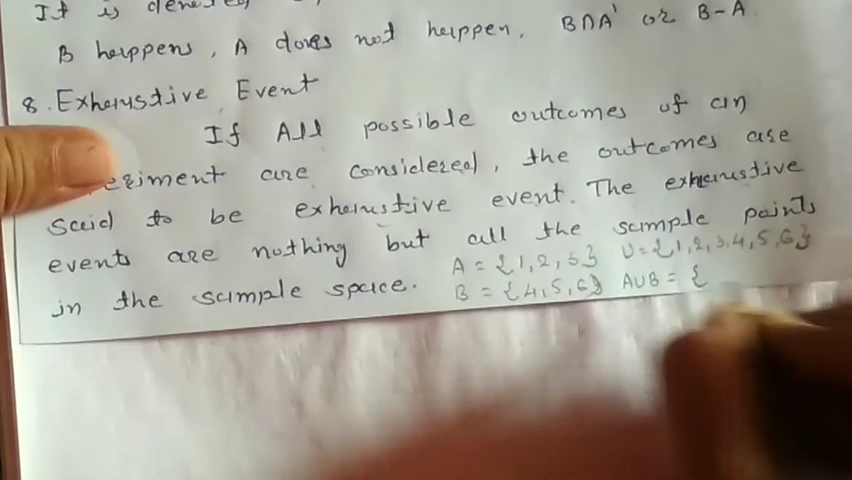 It is denoted
B happens, A does not happen. B∩A' or B-A
8. Exhaustive Event
If All possible outcomes of an
eriment are considered, the outcomes are
said to be exhaustive event. The exhaustive
events are nothing but all the sample points
in the sample space. A = {1, 2, 3} U = {1, 2, 3, 4, 5, 6}
B = {4, 5, 6} AUB = {